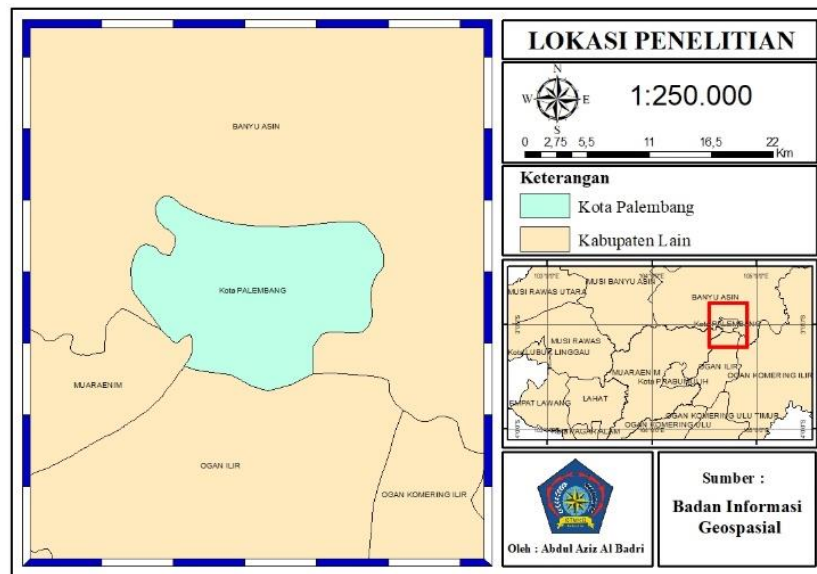 BANYU ASIN
Kota PALEMBANG
MUARAENIM
OGAN ILIR
OGAN KOMERING ILIR
LOKASI PENELITIAN
N
W E
S
1:250.000
0 2,75 5,5 11 16,5 22
Km
Keterangan
Kota Palembang
Kabupaten Lain
MUSI BANYU ASIN
MUSI RAWAS UTARA
BANYU ASIN
Kota PALEMBANG
MUSI RAWAS
Kota LUBUK LINGGAU
MUARAENIM
OGAN ILIR
Kota PRABUMULIH
OGAN KOMERING ILIR
EMPAT LAWANG
LAHAT
OGAN KOMERING ULU TIMUR
OGAN KOMERING ULU
Oleh : Abdul Aziz Al Badri
Sumber :
Badan Informasi
Geospasial